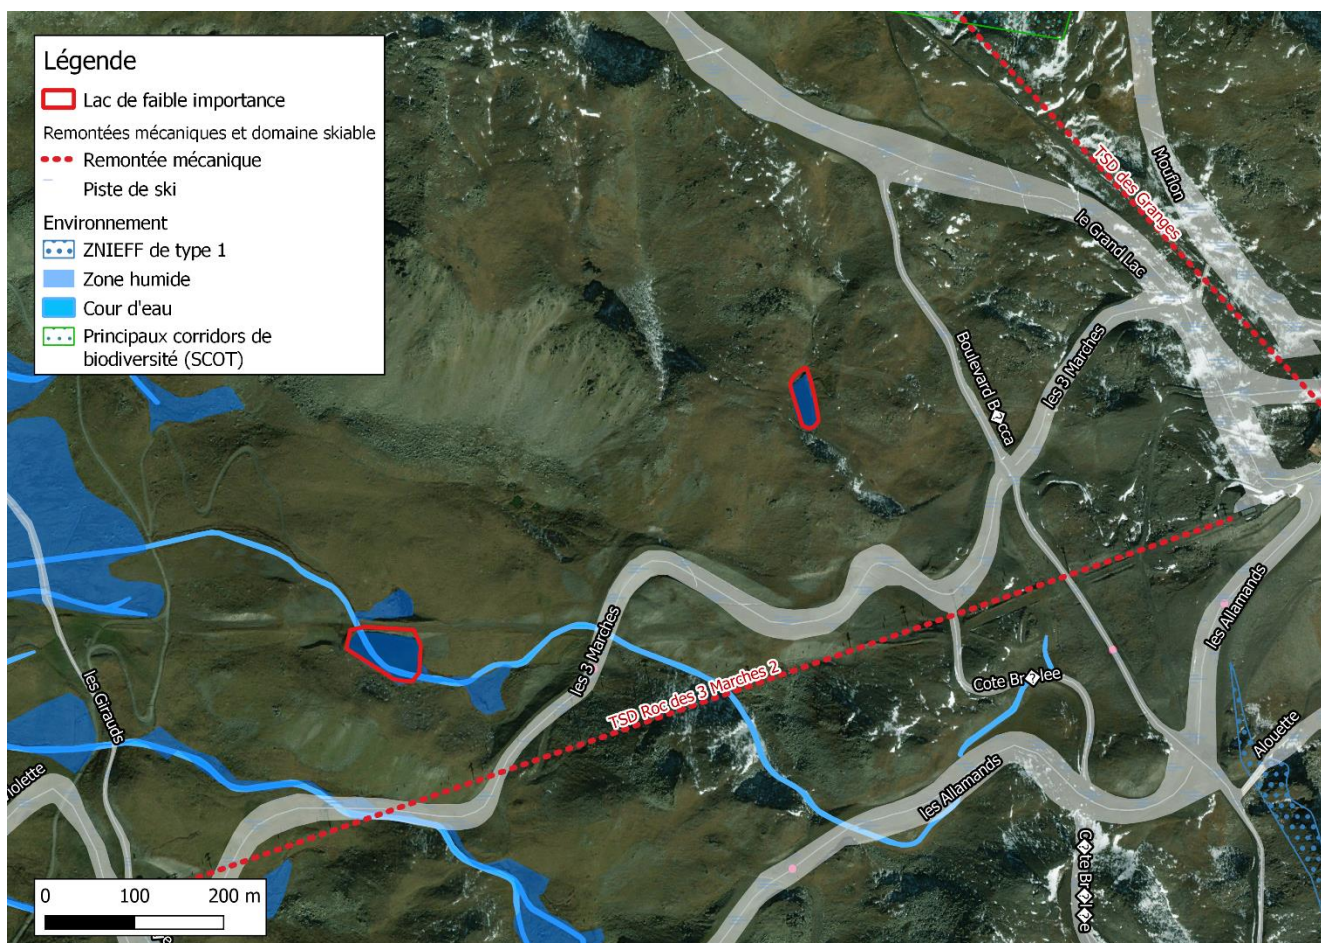 Légende
Lac de faible importance
Remontées mécaniques et domaine skiable
Remontée mécanique
Piste de ski
Environnement
ZNIEFF de type 1
Zone humide
Cour d'eau
Principaux corridors de
biodiversité (SCOT)
TSD des Granges
Mouflon
le Grand Lac
Boulevard B�cca
les 3 Marches
les 3 Marches
TSD Roc des 3 Marches 2
les Allamands
Cote Br�lee
les Girauds
Alouette
les Allamands
iolette
C�te Br�l�e
0 100 200 m